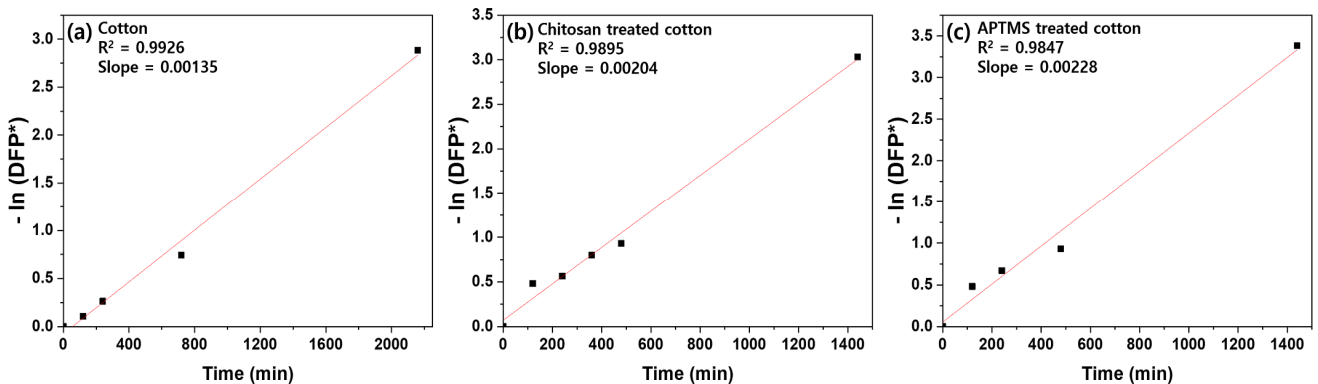 (a) Cotton
R² = 0.9926
Slope = 0.00135
3.0
2.5
2.0
1.5
1.0
0.5
0.0
- ln (DFP*)
0 400 800 1200 1600 2000
Time (min)
(b) Chitosan treated cotton
R² = 0.9895
Slope = 0.00204
3.5
3.0
2.5
2.0
1.5
1.0
0.5
0.0
- ln (DFP*)
0 200 400 600 800 1000 1200 1400
Time (min)
(c) APTMS treated cotton
R² = 0.9847
Slope = 0.00228
3.5
3.0
2.5
2.0
1.5
1.0
0.5
0.0
- ln (DFP*)
0 200 400 600 800 1000 1200 1400
Time (min)